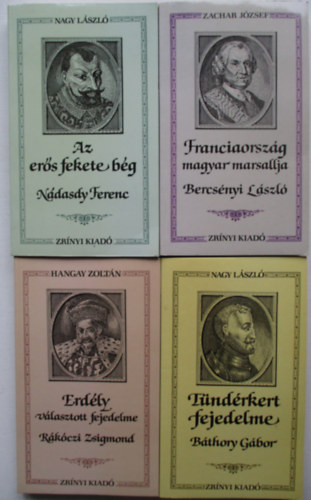 NAGY LÁSZLÓ
Az
erős fekete bég
Nádasdy Ferenc
ZRÍNYI KIADÓ
ZACHAR JÓZSEF
Franciaország
magyar marsallja
Bercsényi László
ZRÍNYI KIADÓ
HANGAY ZOLTÁN
Erdély
választott fejedelme
Rákóczi Zsigmond
ZRÍNYI KIADÓ
NAGY LÁSZLÓ
Tündérkert
fejedelme
Báthory Gábor
ZRÍNYI KIADÓ